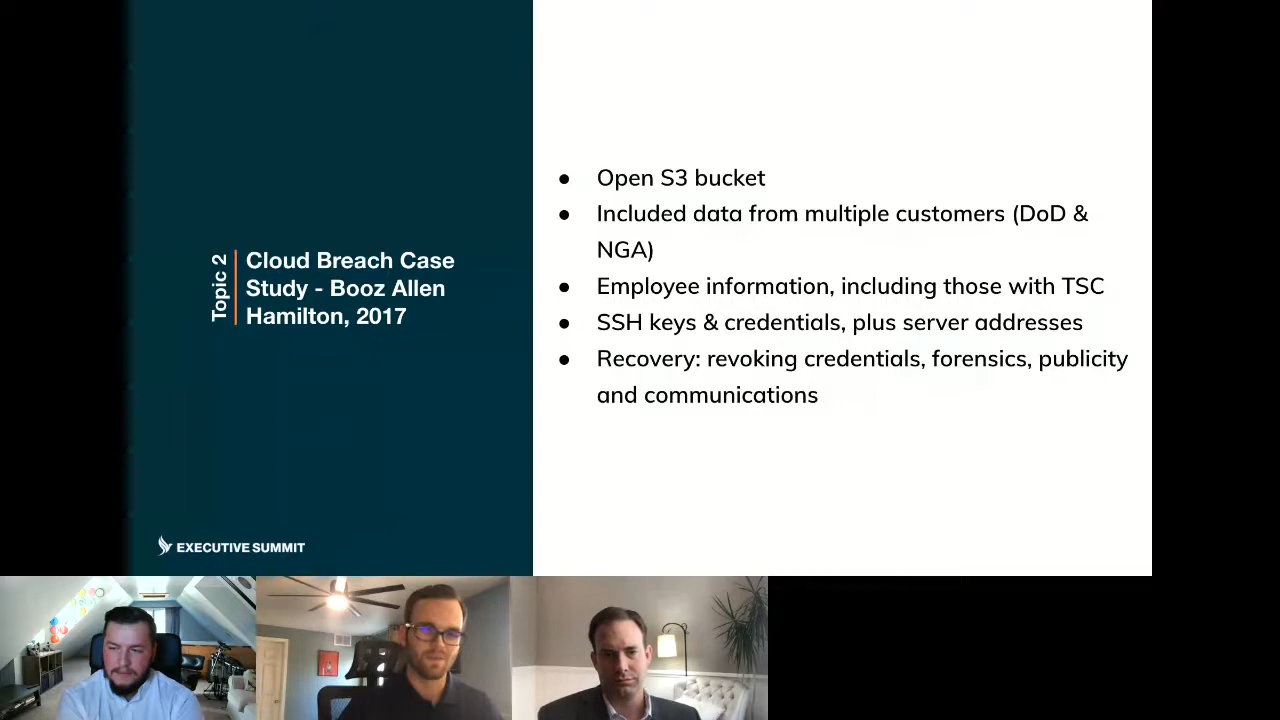 Topic 2
Cloud Breach Case
Study - Booz Allen
Hamilton, 2017
● Open S3 bucket
● Included data from multiple customers (DoD &
NGA)
● Employee information, including those with TSC
● SSH keys & credentials, plus server addresses
● Recovery: revoking credentials, forensics, publicity
and communications
EXECUTIVE SUMMIT